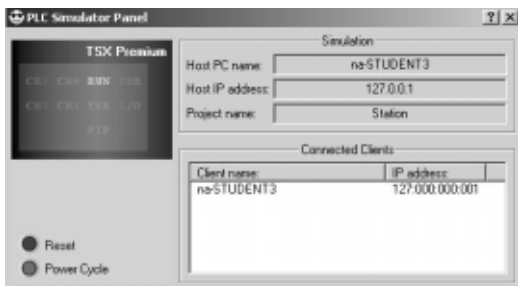 PLC Simulator Panel
TSX Premium
RUN
I/O
Simulation
Host PC name: na-STUDENT3
Host IP address: 127.0.0.1
Project name: Station
Connected Clients
Client name: IP address:
na-STUDENT3 127:000:000:001
Reset
Power Cycle